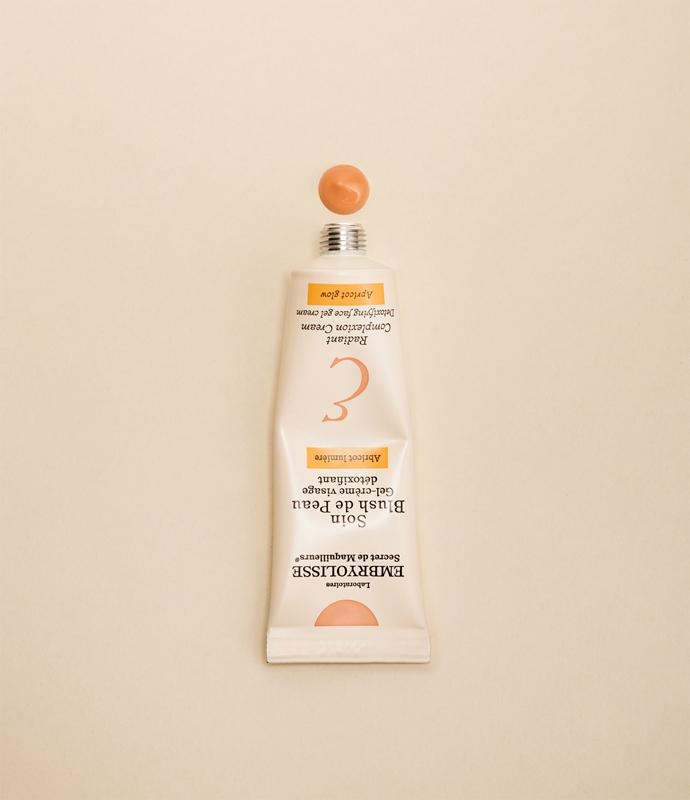 Laboratoires
EMBRYOLISSE
Secret de Maquilleurs®
Soin
Blush de Peau
Gel-crème visage
détoxifiant
Abricot lumière
Radiant
Complexion Cream
Detoxifying face gel cream
Apricot glow